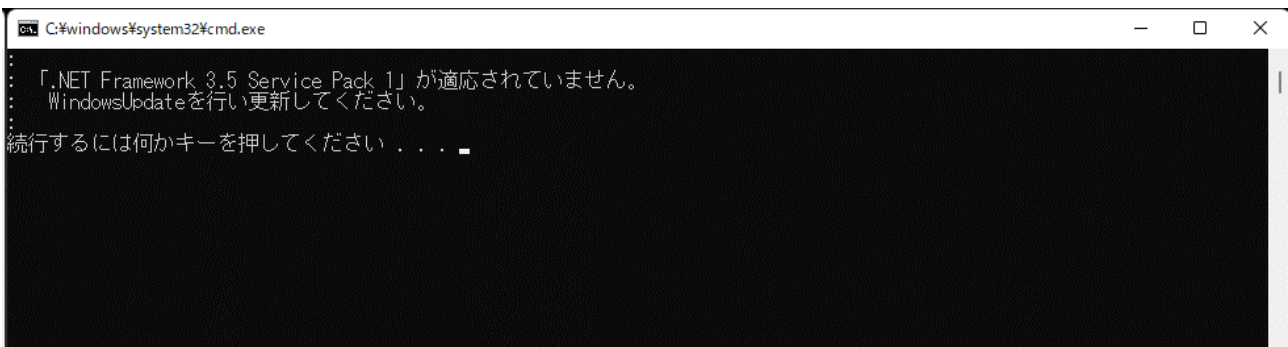 C:¥windows¥system32¥cmd.exe
:
: 「.NET Framework 3.5 Service Pack 1」が適応されていません。
: WindowsUpdateを行い更新してください。
:
続行するには何かキーを押してください . . .